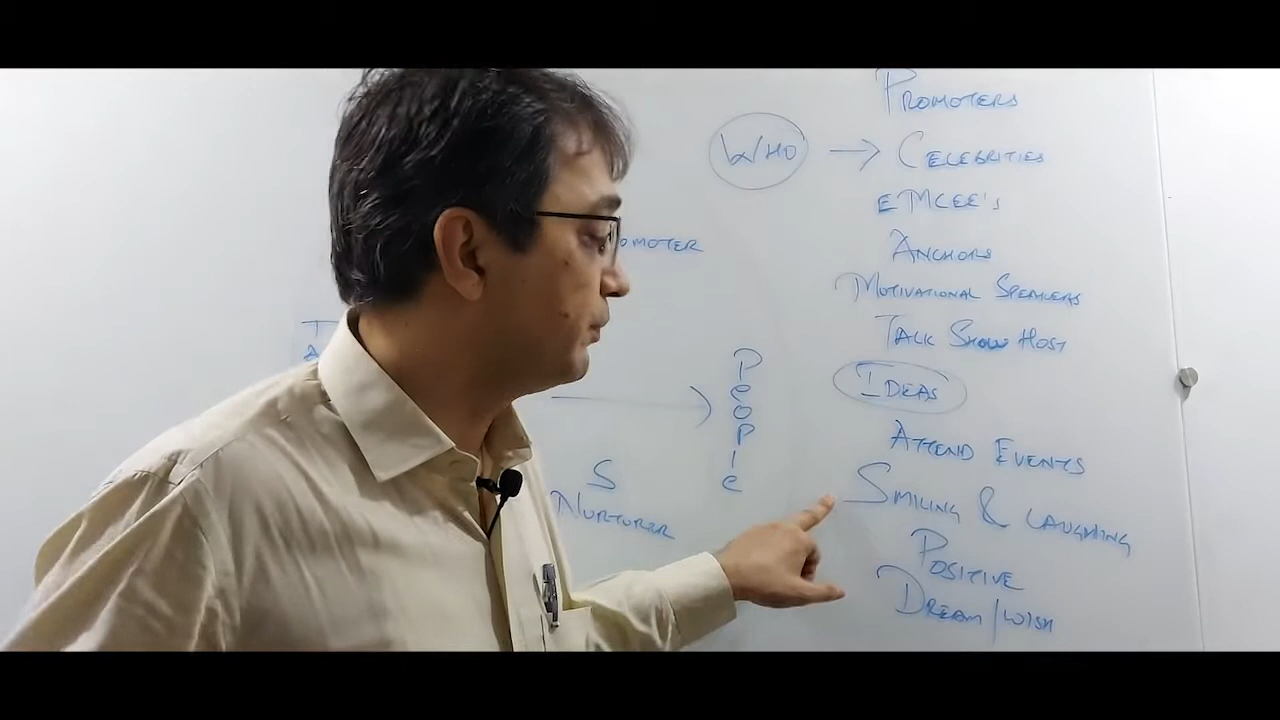 PROMOTERS
WHO → CELEBRITIES
EMCEE'S
ANCHORS
OMOTER
MOTIVATIONAL SPEAKERS
TALK SHOW HOST
IDEAS
PeOPle
ATTEND EVENTS
S
NURTURER
SMILING & LAUGHING
POSITIVE
DREAM/WISH